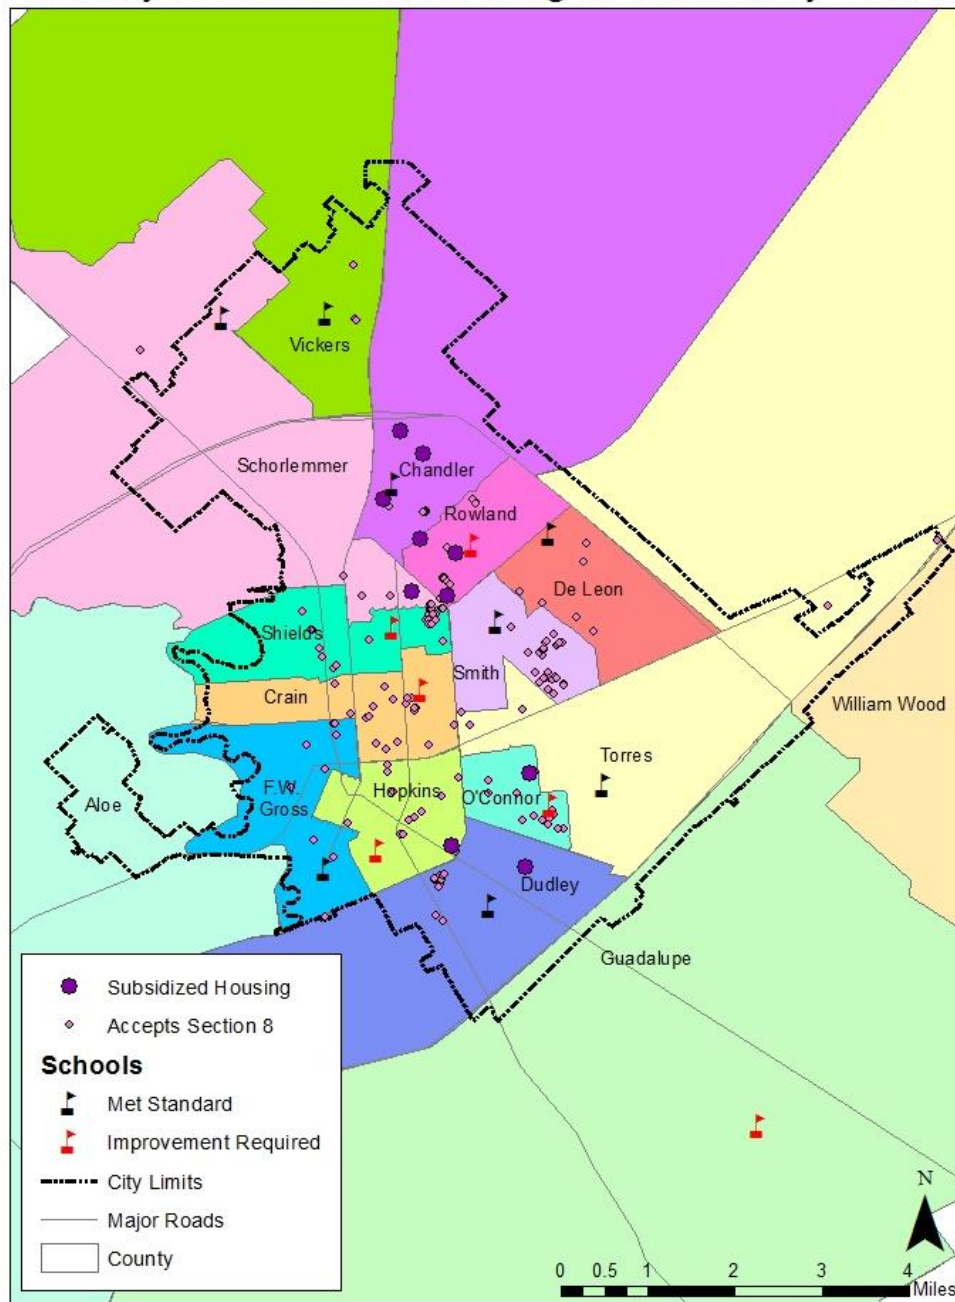 Vickers
Schorlemmer
Chandler
Rowland
De Leon
Shields
Smith
Crain
William Wood
Torres
Aloe
F.W.
Gross
Hopkins
O'Connor
Dudley
Guadalupe
Subsidized Housing
Accepts Section 8
Schools
Met Standard
Improvement Required
City Limits
Major Roads
County
N
0 0.5 1 2 3 4
Miles